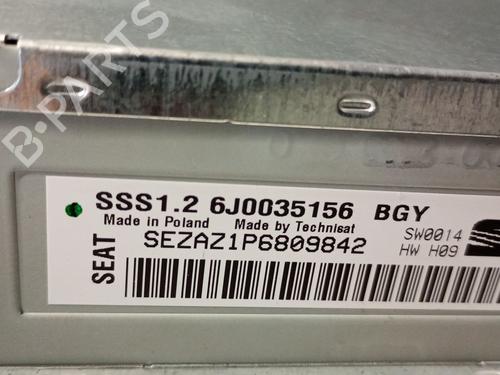 B-PARTS
SSS1.2 6J0035156 BGY
Made in Poland Made by Technisat
SW0014
SEZAZ1P6809842
HW H09
SEAT